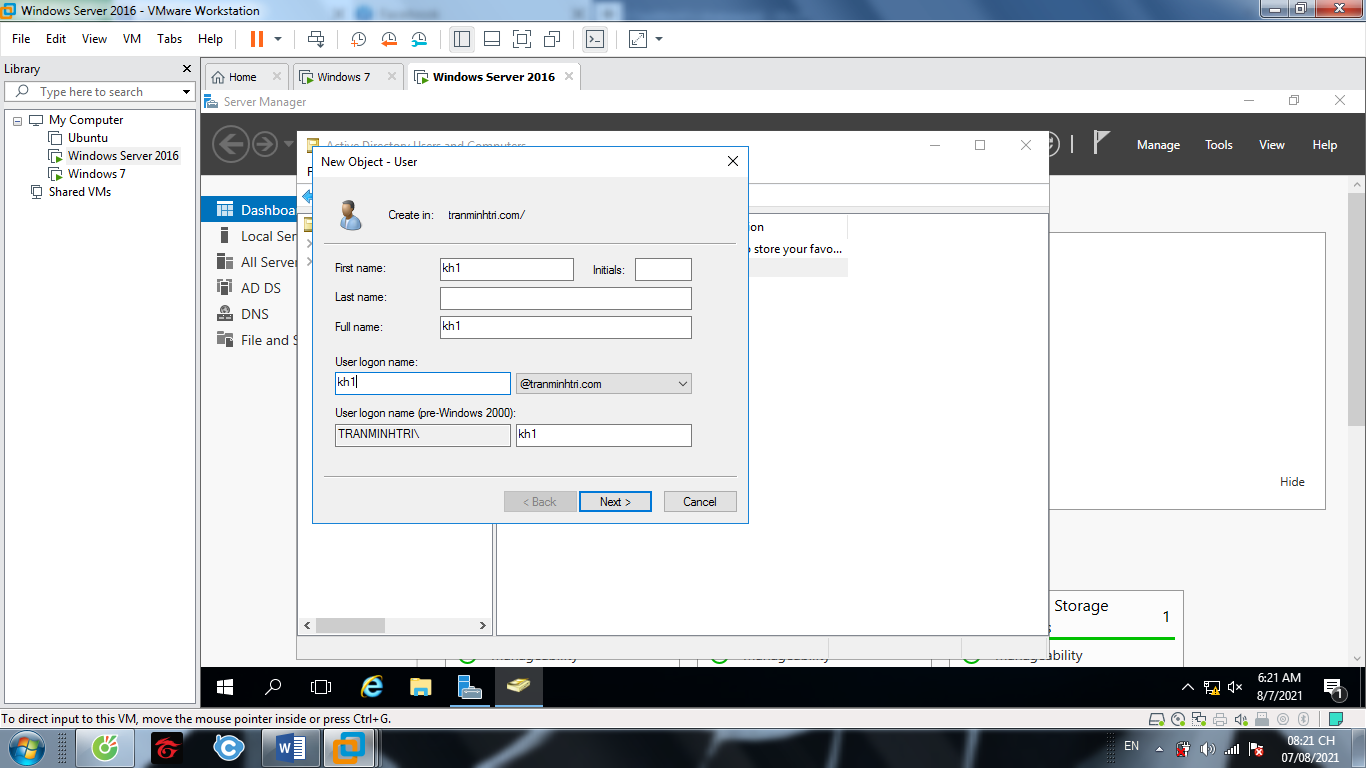 Windows Server 2016 - VMware Workstation
File Edit View VM Tabs Help
Library
Type here to search
My Computer
Ubuntu
Windows Server 2016
Windows 7
Shared VMs
Home Windows 7 Windows Server 2016
Server Manager
Manage Tools View Help
Active Directory Users and Computers
New Object - User
Create in: tranminhtri.com/
First name: kh1 Initials:
Last name:
Full name: kh1
User logon name:
kh1 @tranminhtri.com
User logon name (pre-Windows 2000):
TRANMINHTRI\ kh1
< Back Next > Cancel
Dashboa
Local Ser
All Server
AD DS
DNS
File and S
on
store your favo...
Hide
Storage
1
manageability manageability manageability
6:21 AM
8/7/2021
1
To direct input to this VM, move the mouse pointer inside or press Ctrl+G.
EN
08:21 CH
07/08/2021